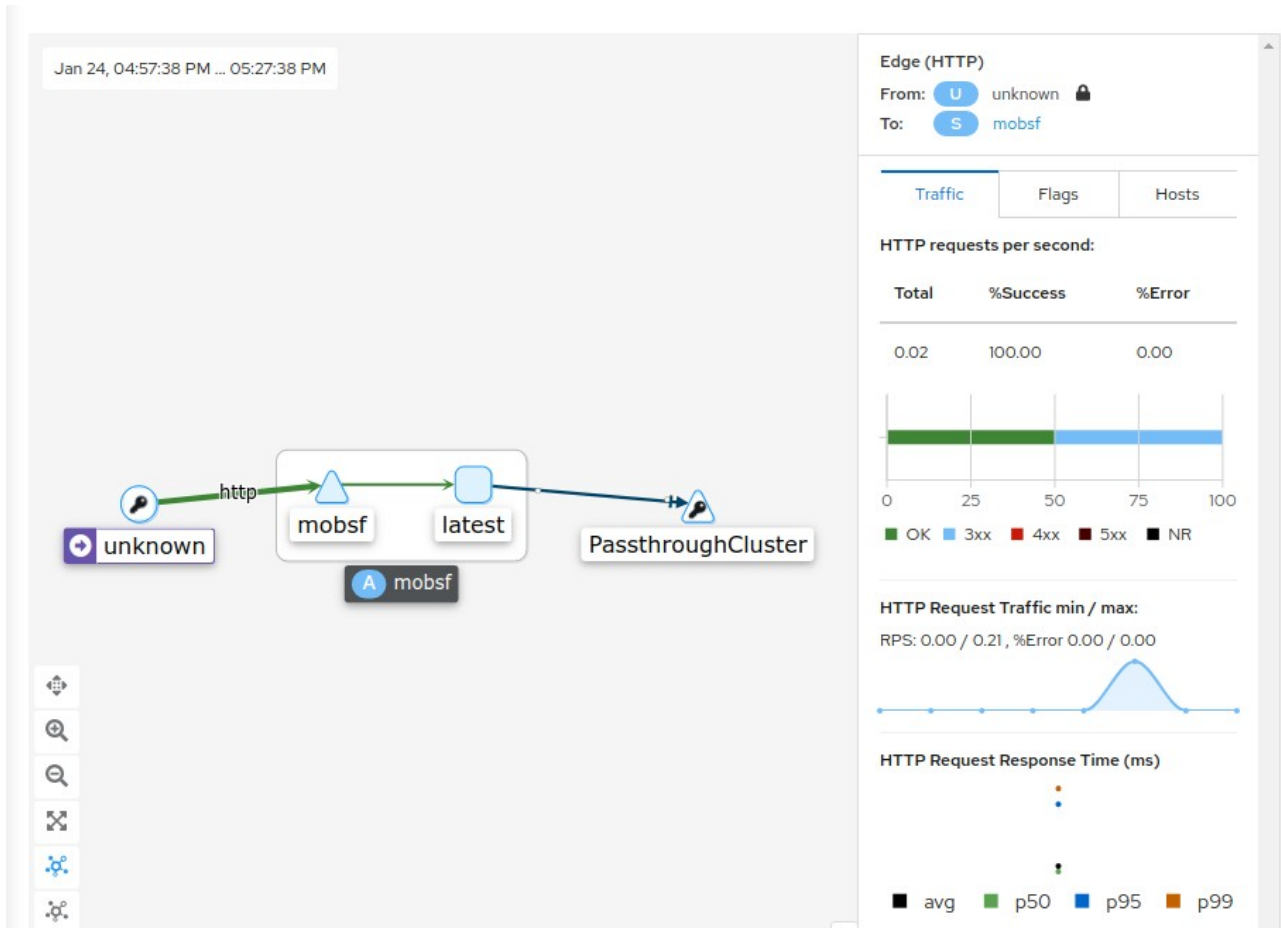 Jan 24, 04:57:38 PM ... 05:27:38 PM
http
mobsf
latest
unknown
PassthroughCluster
A mobsf
Edge (HTTP)
From: U unknown
To: S mobsf
Traffic Flags Hosts
HTTP requests per second:
Total %Success %Error
0.02 100.00 0.00
0 25 50 75 100
OK 3xx 4xx 5xx NR
HTTP Request Traffic min / max:
RPS: 0.00 / 0.21 , %Error 0.00 / 0.00
HTTP Request Response Time (ms)
avg p50 p95 p99